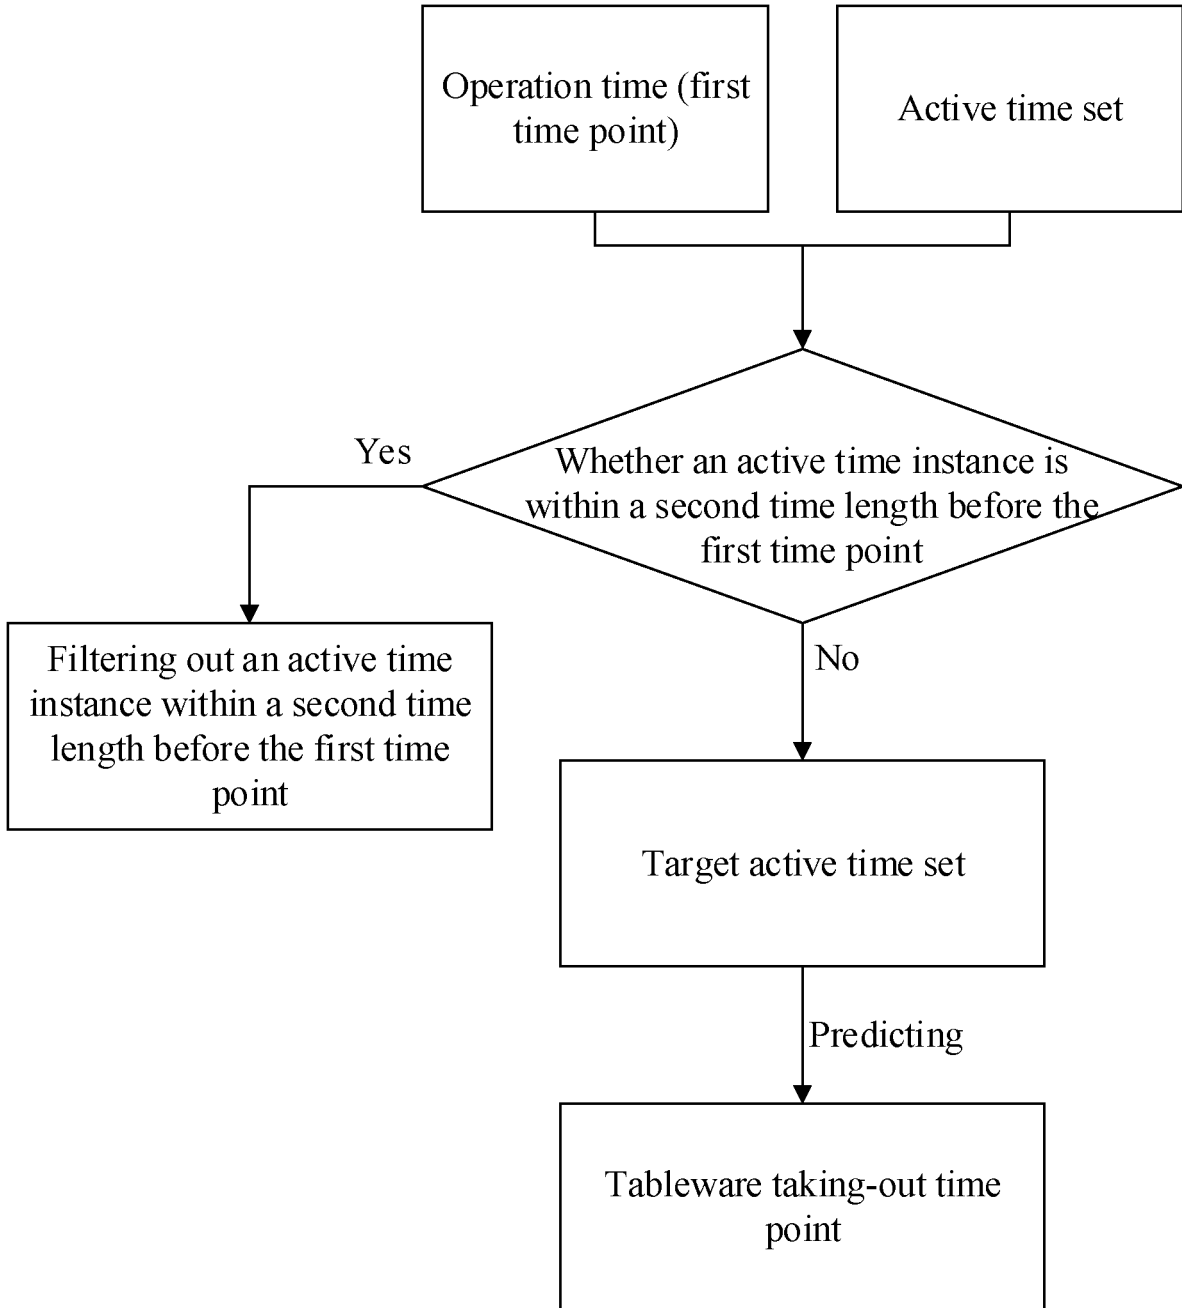 Operation time (first
time point)
Active time set
Yes
Whether an active time instance is
within a second time length before the
first time point
Filtering out an active time
instance within a second time
length before the first time
point
No
Target active time set
Predicting
Tableware taking-out time
point